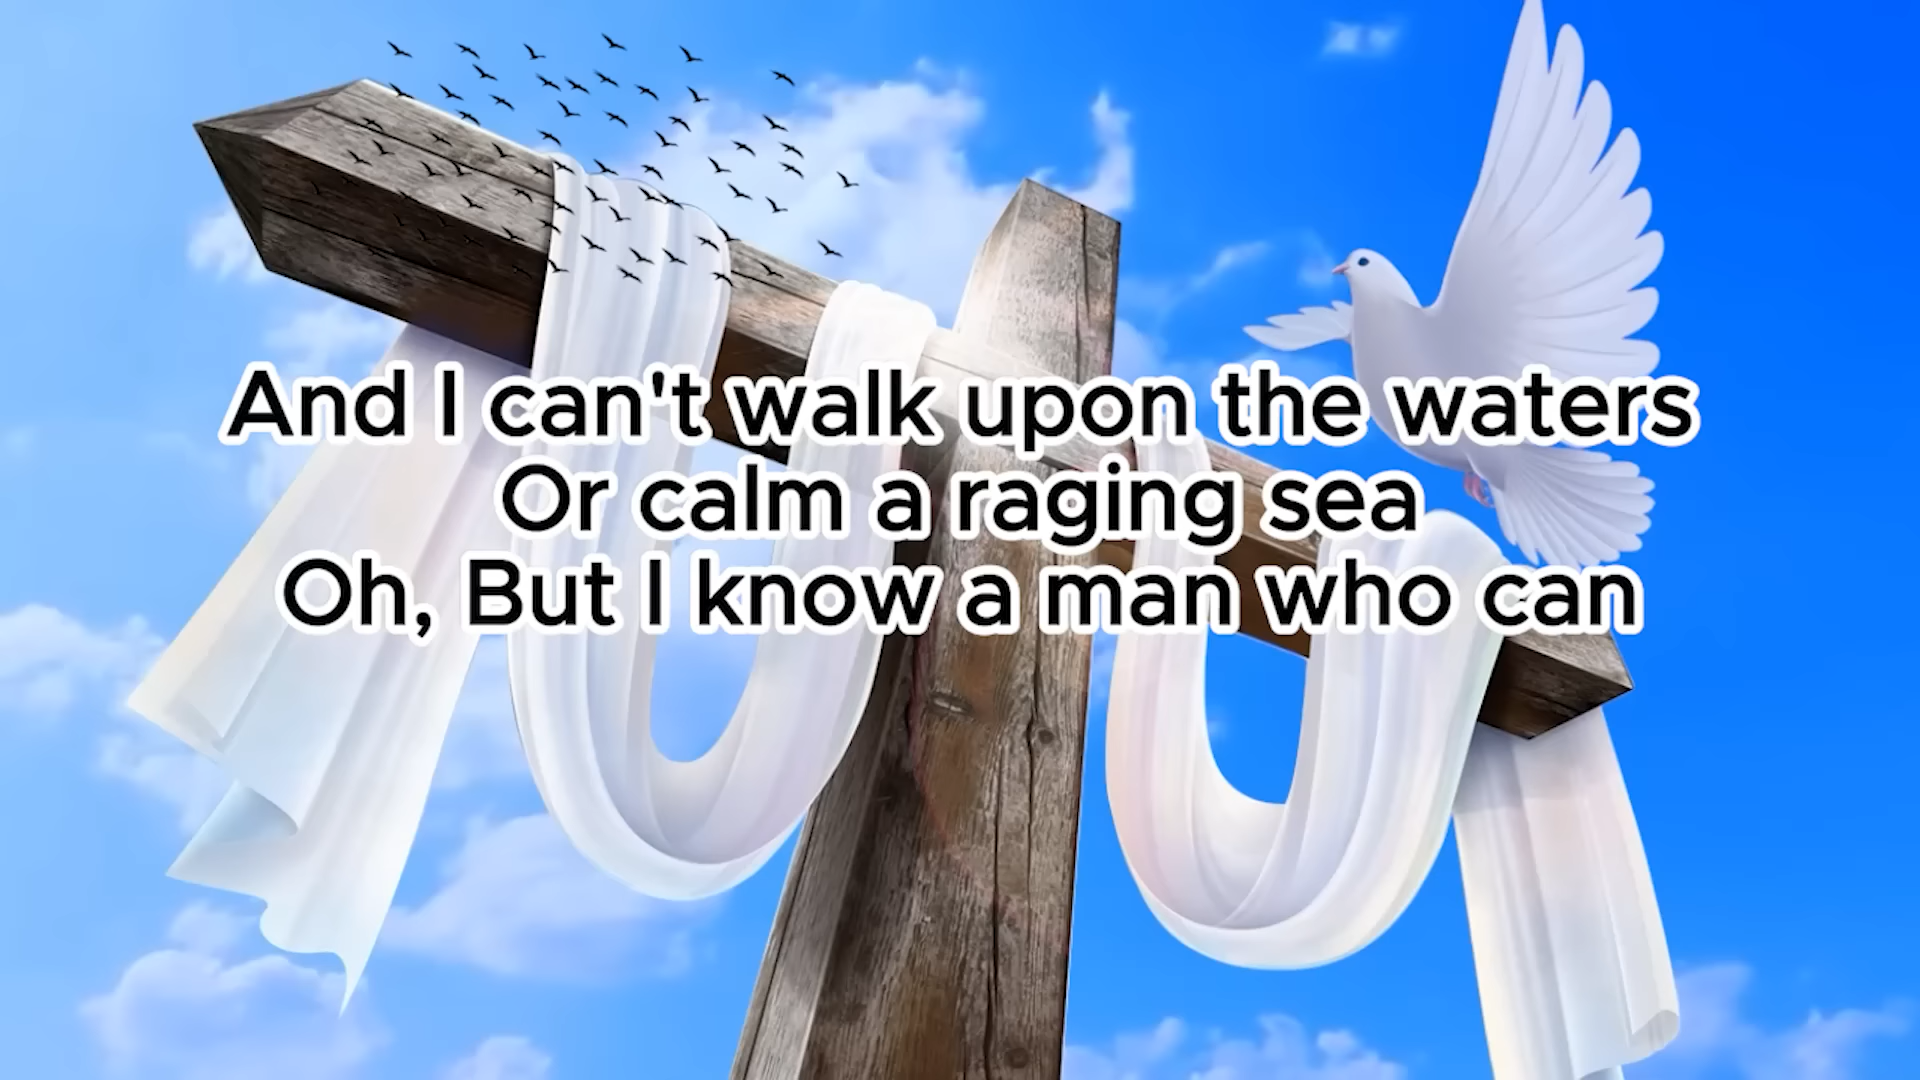 And I can't walk upon the waters
Or calm a raging sea
Oh, But I know a man who can